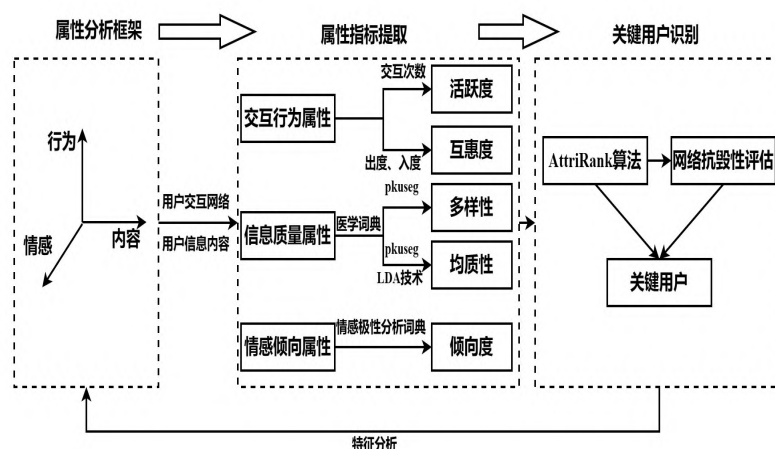 属性分析框架
属性指标提取
关键用户识别
行为
内容
情感
用户交互网络
用户信息内容
交互行为属性
交互次数
活跃度
出度、入度
互惠度
信息质量属性
医学词典
pkuseg
多样性
pkuseg
LDA技术
均质性
情感倾向属性
情感极性分析词典
倾向度
AttriRank算法
网络抗毁性评估
关键用户
特征分析